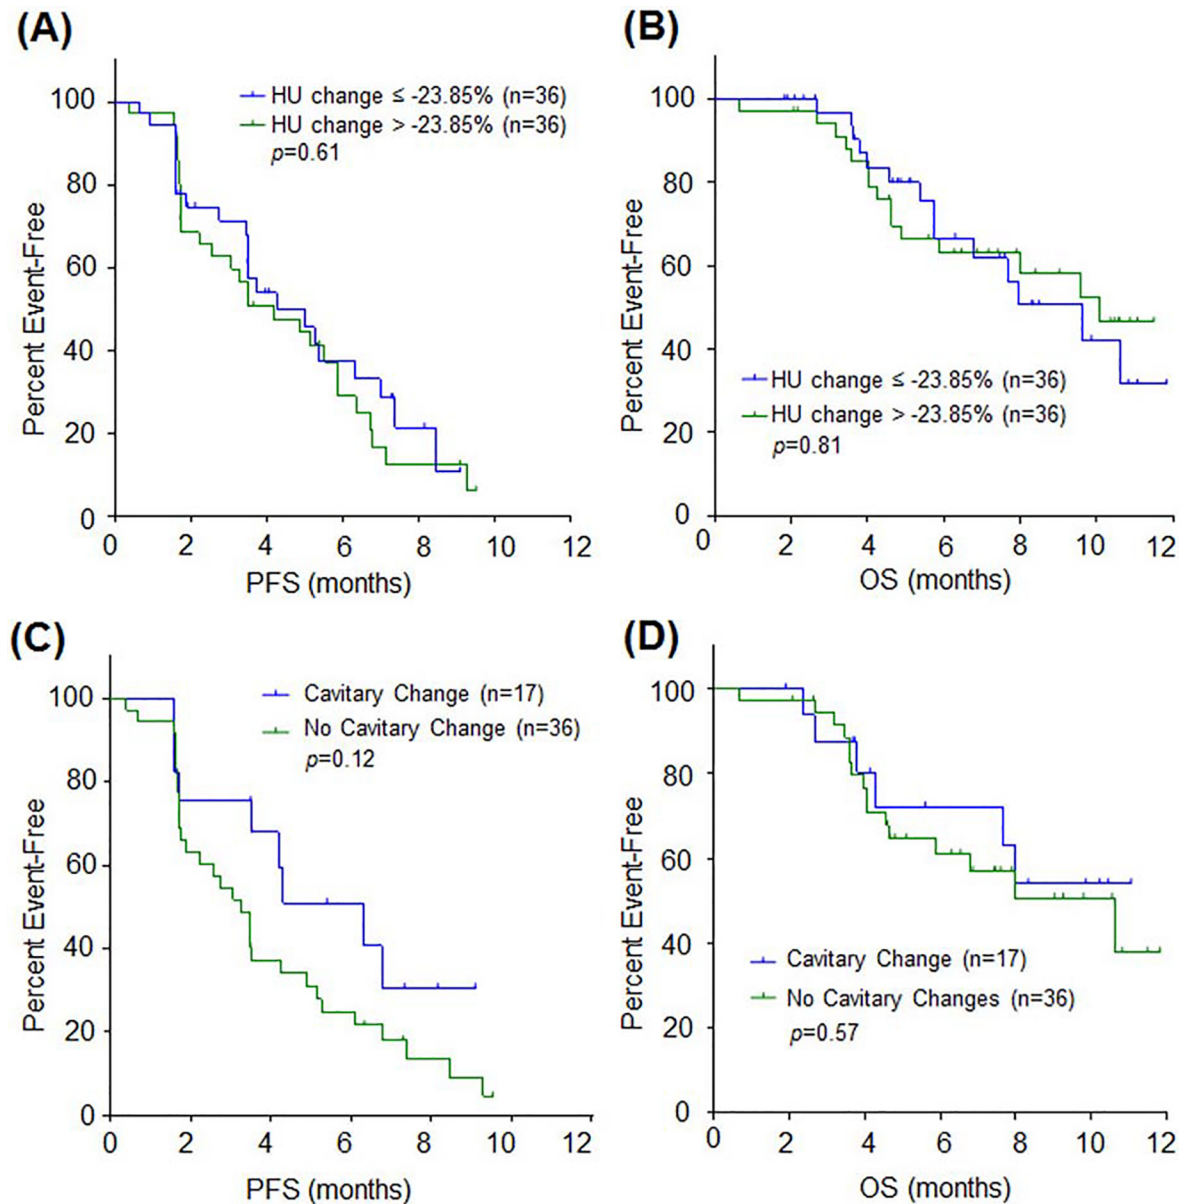 (A)
Percent Event-Free
100
80
60
40
20
0
HU change ≤ -23.85% (n=36)
HU change > -23.85% (n=36)
p=0.61
0 2 4 6 8 10 12
PFS (months)
(B)
Percent Event-Free
100
80
60
40
20
0
HU change ≤ -23.85% (n=36)
HU change > -23.85% (n=36)
p=0.81
0 2 4 6 8 10 12
OS (months)
(C)
Percent Event-Free
100
80
60
40
20
0
Cavitary Change (n=17)
No Cavitary Change (n=36)
p=0.12
0 2 4 6 8 10 12
PFS (months)
(D)
Percent Event-Free
100
80
60
40
20
0
Cavitary Change (n=17)
No Cavitary Changes (n=36)
p=0.57
0 2 4 6 8 10 12
OS (months)